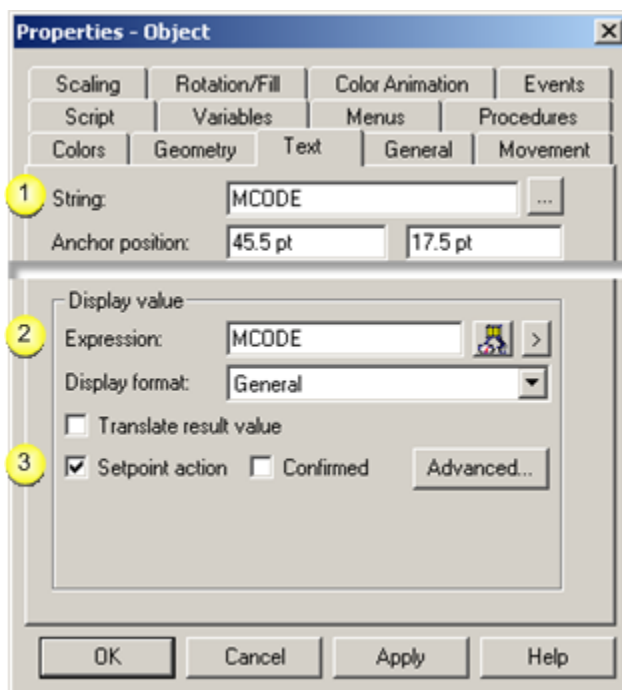 Properties - Object
Scaling Rotation/Fill Color Animation Events
Script Variables Menus Procedures
Colors Geometry Text General Movement
1 String: MCODE ...
Anchor position: 45.5 pt 17.5 pt
Display value
2 Expression: MCODE >
Display format: General
Translate result value
3 Setpoint action Confirmed Advanced...
OK Cancel Apply Help